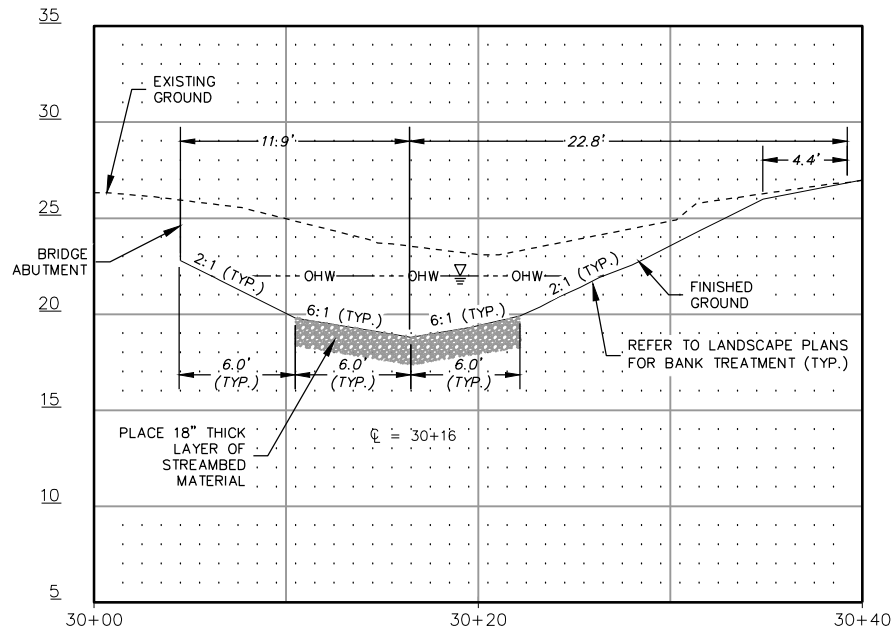 35
30
25
20
15
10
5
EXISTING
GROUND
11.9'
22.8'
4.4'
BRIDGE
ABUTMENT
2:1 (TYP.)
OHW
OHW
OHW
2:1 (TYP.)
6:1 (TYP.)
6:1 (TYP.)
FINISHED
GROUND
REFER TO LANDSCAPE PLANS
FOR BANK TREATMENT (TYP.)
6.0'
(TYP.)
6.0'
(TYP.)
6.0'
(TYP.)
PLACE 18" THICK
LAYER OF
STREAMBED
MATERIAL
℄ = 30+16
30+00
30+20
30+40